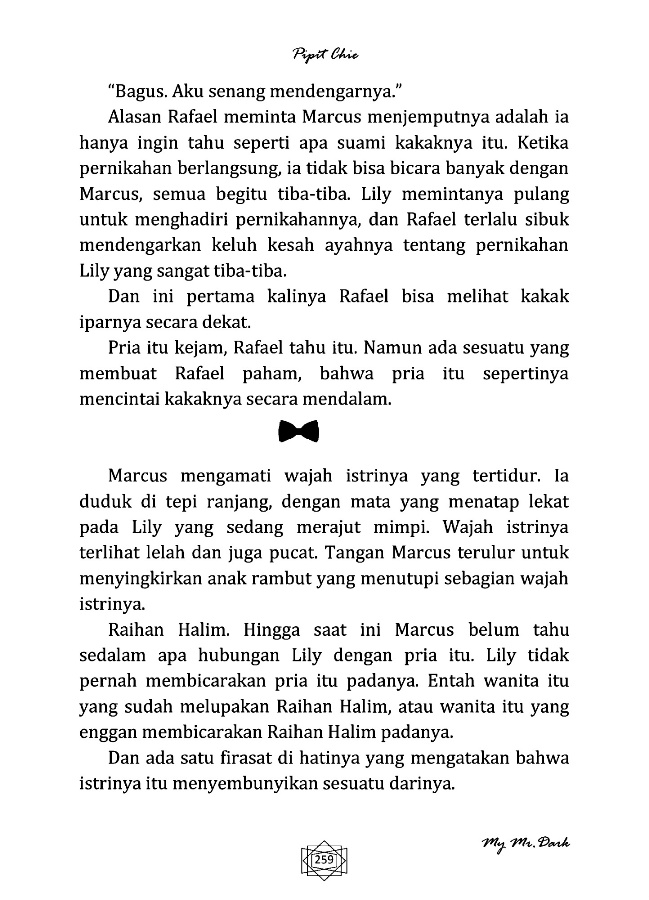 Pipit Chie
“Bagus. Aku senang mendengarnya.”
Alasan Rafael meminta Marcus menjemputnya adalah ia
hanya ingin tahu seperti apa suami kakaknya itu. Ketika
pernikahan berlangsung, ia tidak bisa bicara banyak dengan
Marcus, semua begitu tiba-tiba. Lily memintanya pulang
untuk menghadiri pernikahannya, dan Rafael terlalu sibuk
mendengarkan keluh kesah ayahnya tentang pernikahan
Lily yang sangat tiba-tiba.
Dan ini pertama kalinya Rafael bisa melihat kakak
iparnya secara dekat.
Pria itu kejam, Rafael tahu itu. Namun ada sesuatu yang
membuat Rafael paham, bahwa pria itu sepertinya
mencintai kakaknya secara mendalam.
Marcus mengamati wajah istrinya yang tertidur. Ia
duduk di tepi ranjang, dengan mata yang menatap lekat
pada Lily yang sedang merajut mimpi. Wajah istrinya
terlihat lelah dan juga pucat. Tangan Marcus terulur untuk
menyingkirkan anak rambut yang menutupi sebagian wajah
istrinya.
Raihan Halim. Hingga saat ini Marcus belum tahu
sedalam apa hubungan Lily dengan pria itu. Lily tidak
pernah membicarakan pria itu padanya. Entah wanita itu
yang sudah melupakan Raihan Halim, atau wanita itu yang
enggan membicarakan Raihan Halim padanya.
Dan ada satu firasat di hatinya yang mengatakan bahwa
istrinya itu menyembunyikan sesuatu darinya.
My Mr. Dark
259